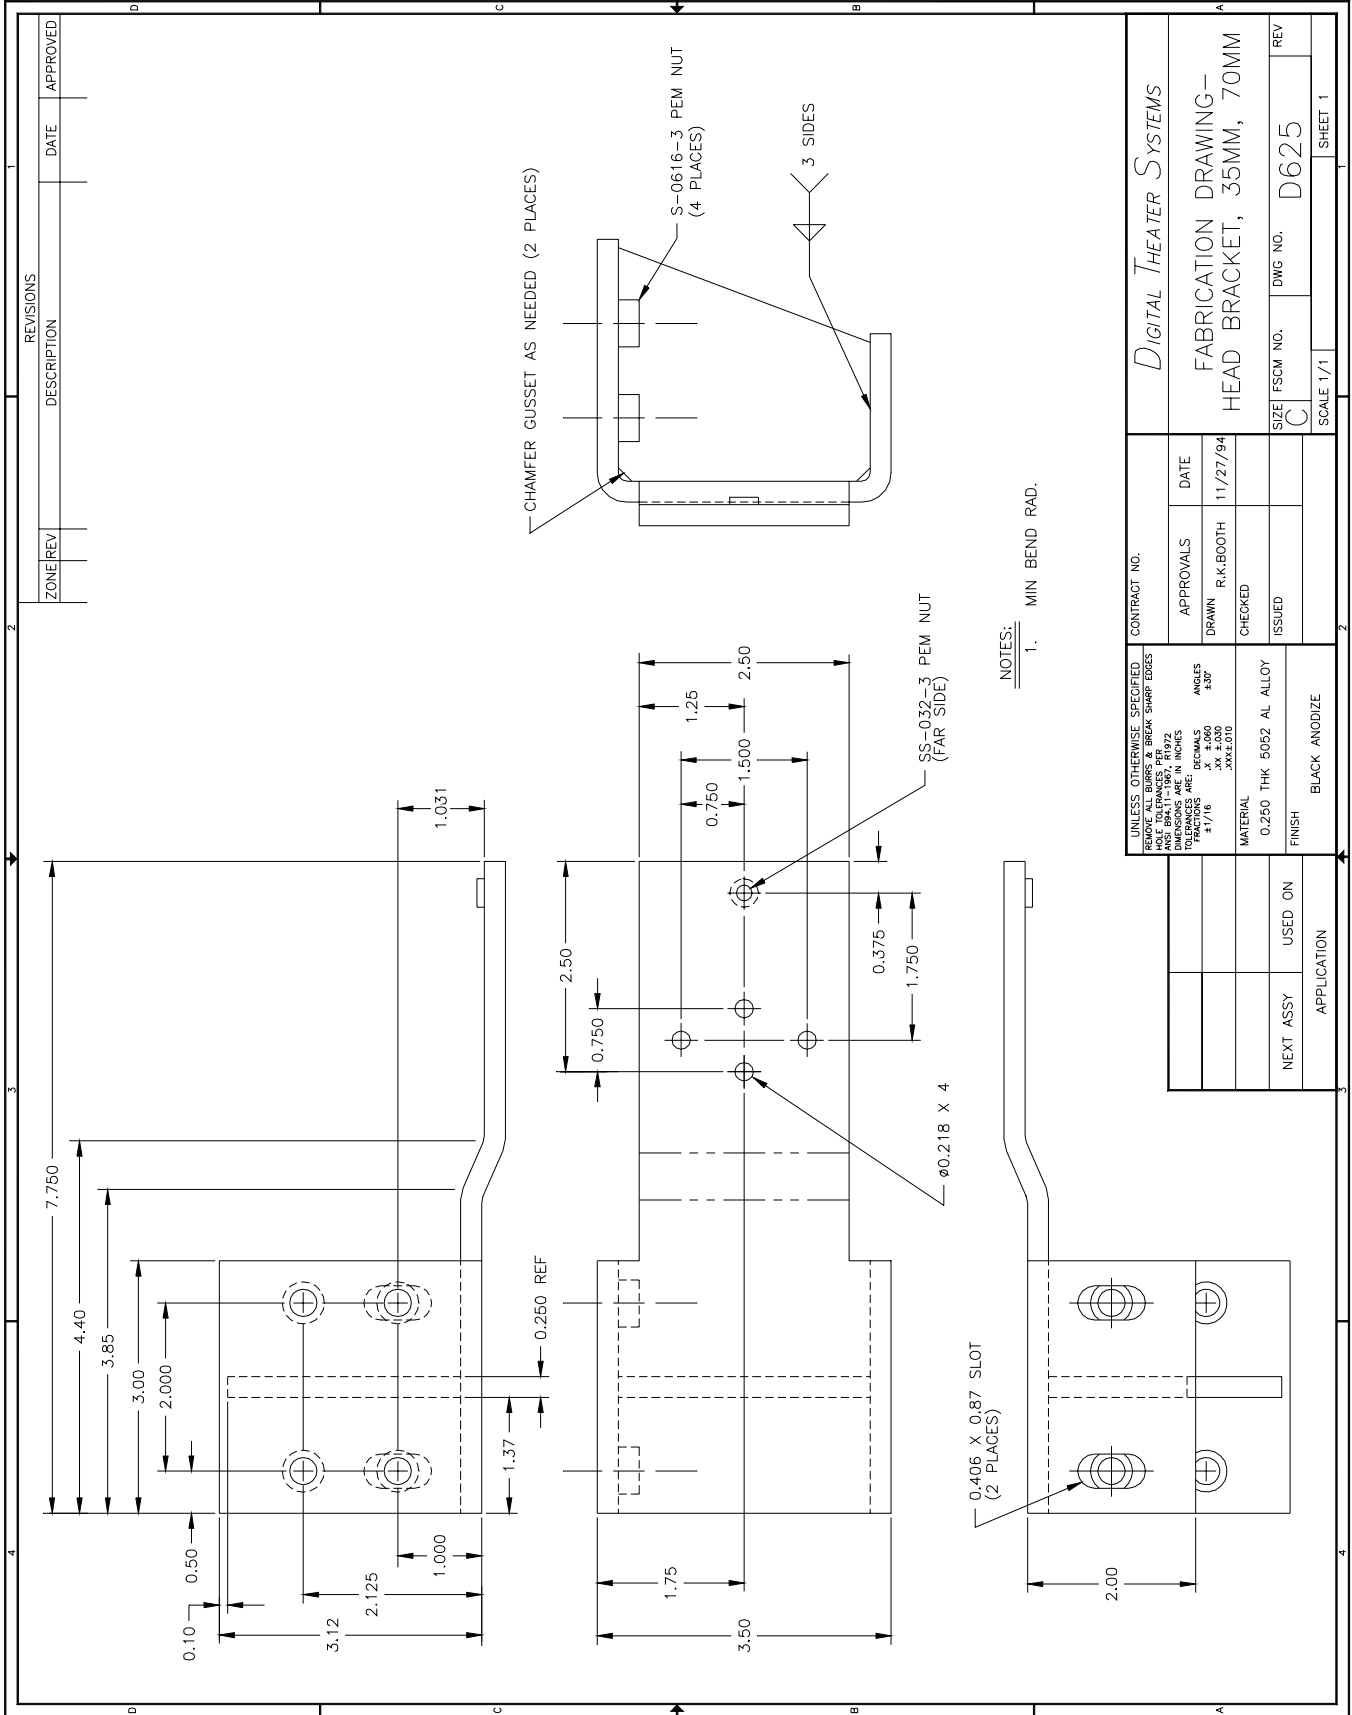 REVISIONS
ZONE REV DESCRIPTION DATE APPROVED
D C B A
4 3 2 1
7.750
4.40
3.85
3.00
2.000
0.50
0.10
3.12
2.125
1.000
1.37
0.250 REF
1.031
CHAMFER GUSSET AS NEEDED (2 PLACES)
S-0616-3 PEM NUT
(4 PLACES)
3 SIDES
2.50
0.750
1.75
3.50
2.50
1.25
1.500
0.750
0.375
1.750
SS-032-3 PEM NUT
(FAR SIDE)
ø0.218 X 4
0.406 X 0.87 SLOT
(2 PLACES)
2.00
NOTES:
1. MIN BEND RAD.
NEXT ASSY USED ON
APPLICATION
UNLESS OTHERWISE SPECIFIED
REMOVE ALL BURRS & BREAK SHARP EDGES
HOLE TOLERANCES PER
ANSI B94.11-1967, R1972
DIMENSIONS ARE IN INCHES
TOLERANCES ARE:
FRACTIONS DECIMALS ANGLES
±1/16 .X ±.060 ±30'
.XX ±.030
.XXX±.010
MATERIAL
0.250 THK 5052 AL ALLOY
FINISH
BLACK ANODIZE
CONTRACT NO.
APPROVALS DATE
DRAWN R.K.BOOTH 11/27/94
CHECKED
ISSUED
DIGITAL THEATER SYSTEMS
FABRICATION DRAWING-
HEAD BRACKET, 35MM, 70MM
SIZE FSCM NO. DWG NO. REV
C D625
SCALE 1/1 SHEET 1
4 3 2 1
D C B A